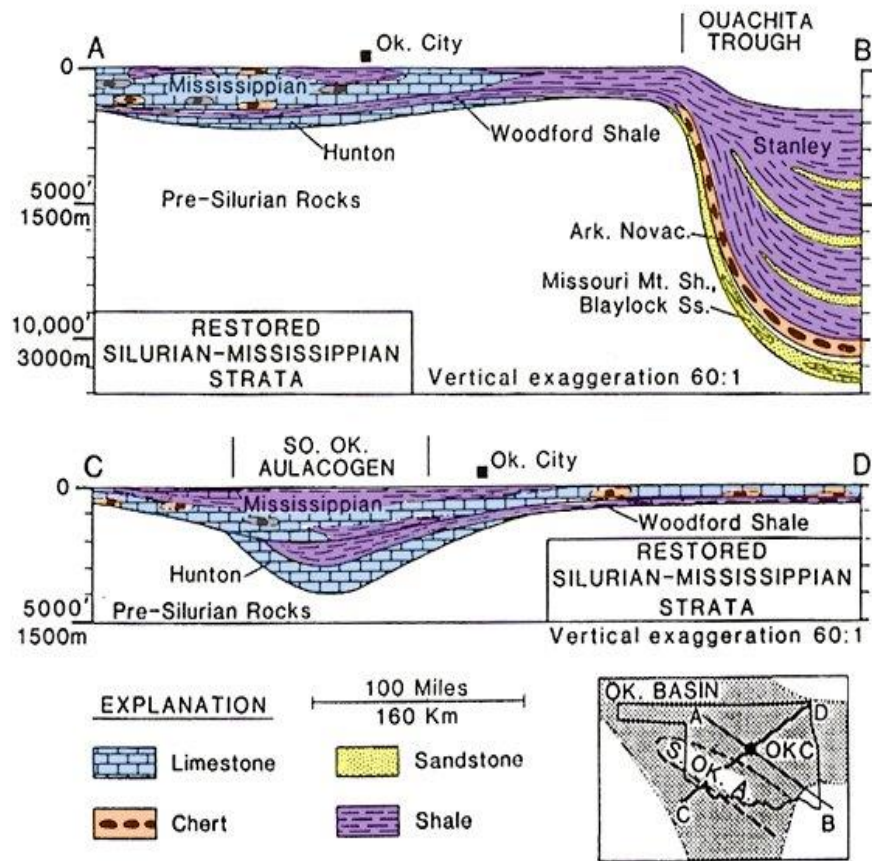 A
Ok. City
OUACHITA
TROUGH
B
0
Mississippian
Woodford Shale
Hunton
Stanley
5000'
1500m
Pre-Silurian Rocks
Ark. Novac.
Missouri Mt. Sh.,
Blaylock Ss.
10,000'
3000m
RESTORED
SILURIAN-MISSISSIPPIAN
STRATA
Vertical exaggeration 60:1
C
SO. OK.
AULACOGEN
Ok. City
D
0
Mississippian
Woodford Shale
Hunton
RESTORED
SILURIAN-MISSISSIPPIAN
STRATA
5000'
1500m
Pre-Silurian Rocks
Vertical exaggeration 60:1
EXPLANATION
100 Miles
160 Km
Limestone
Sandstone
Chert
Shale
OK. BASIN
A
D
OKC
S. OK. A.
C
B